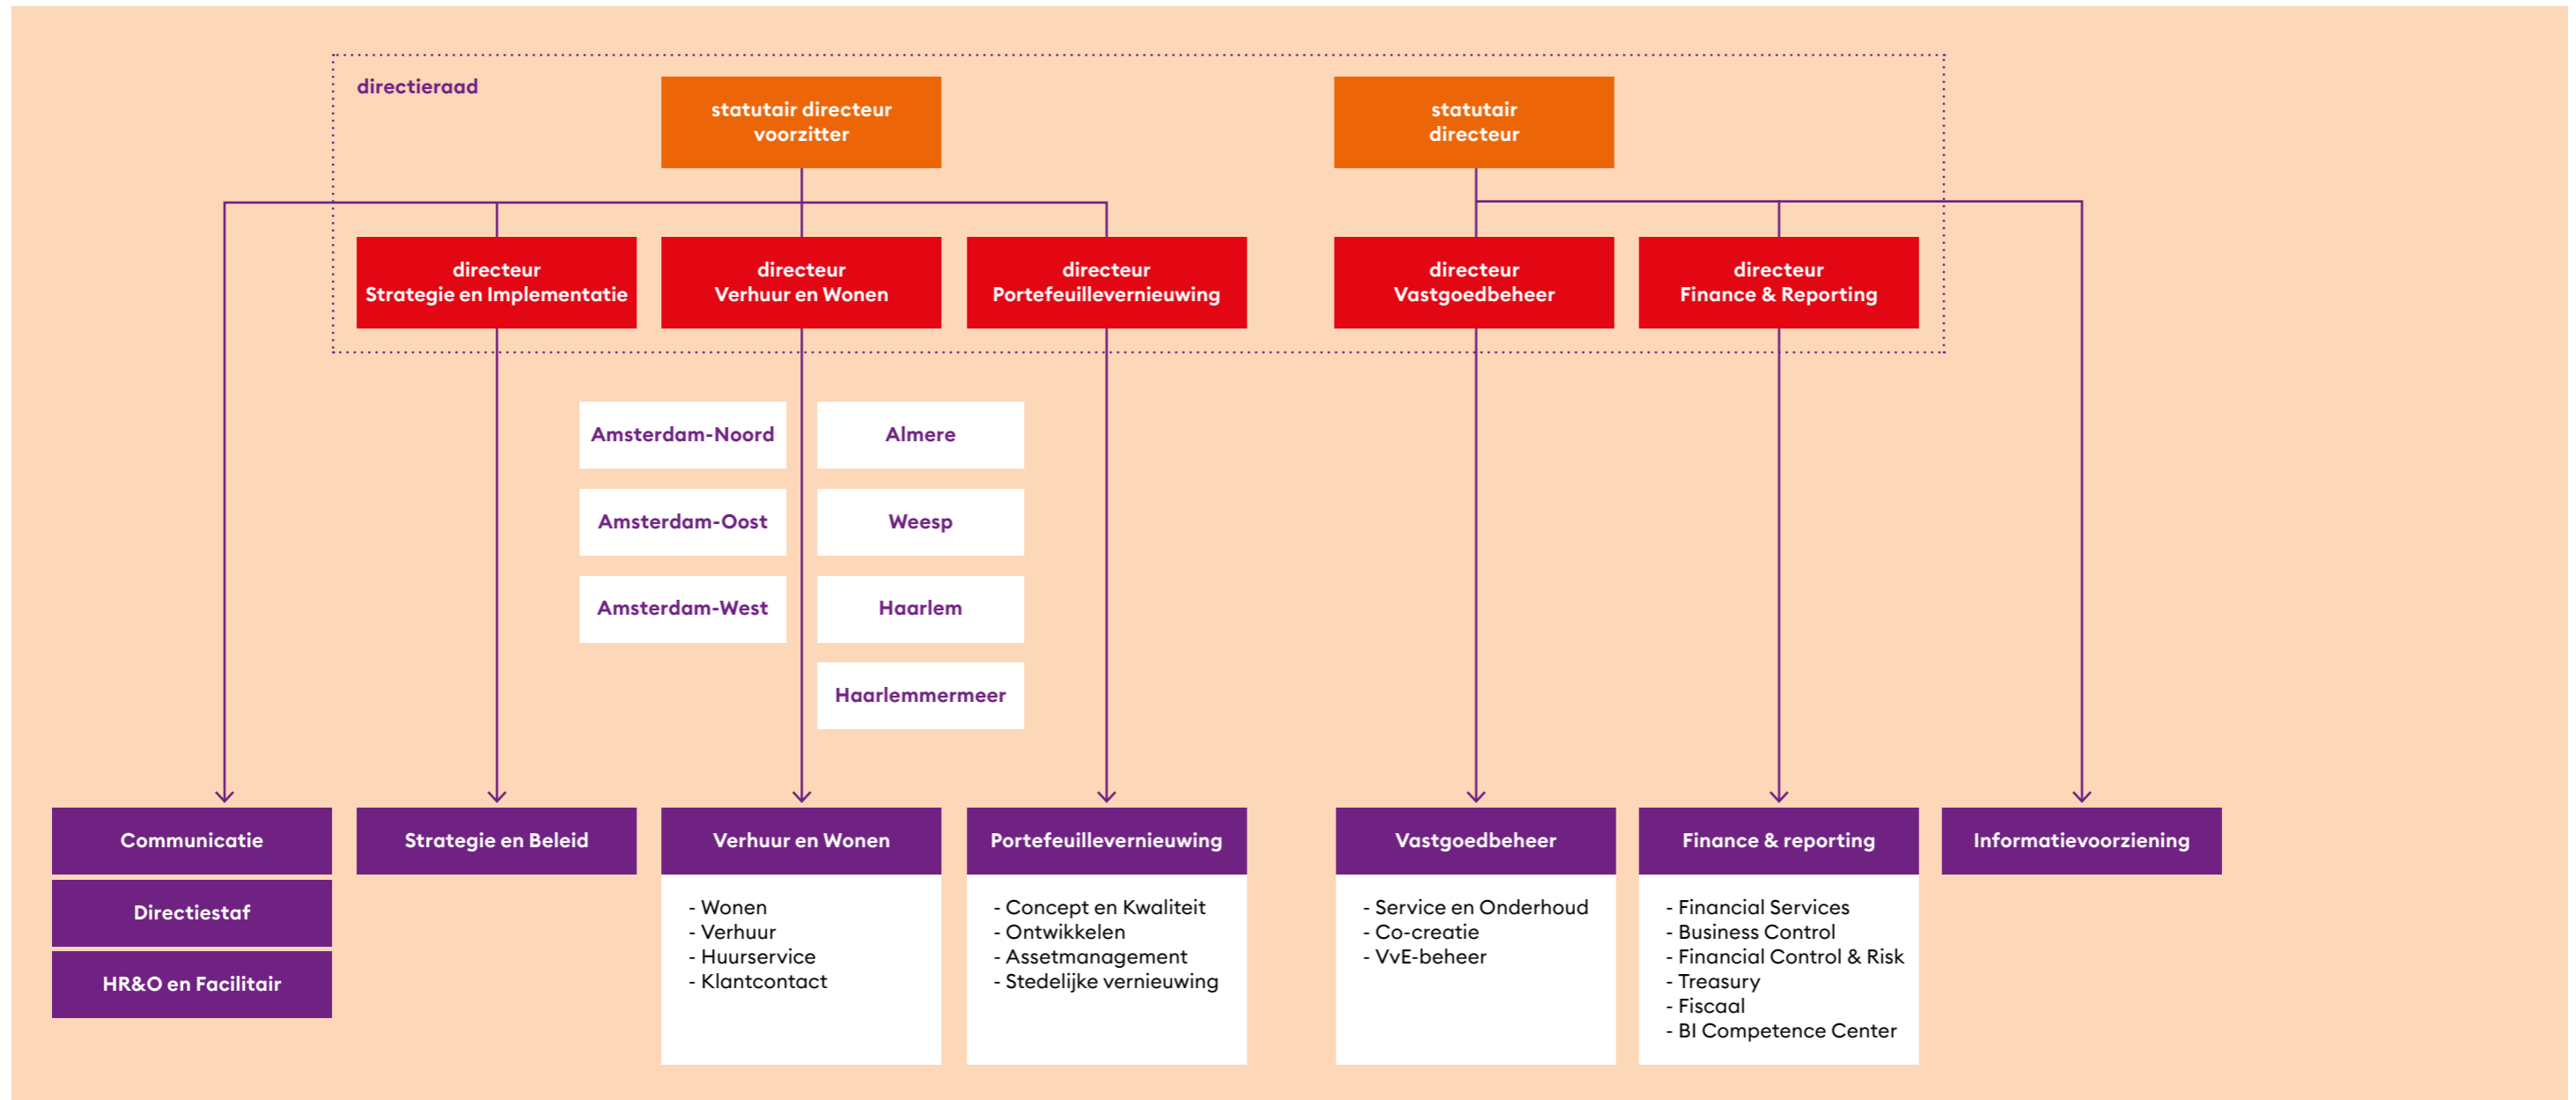 directieraad
statutair directeur
voorzitter
statutair
directeur
directeur
Strategie en Implementatie
directeur
Verhuur en Wonen
directeur
Portefeuillevernieuwing
directeur
Vastgoedbeheer
directeur
Finance & Reporting
Amsterdam-Noord
Almere
Amsterdam-Oost
Weesp
Amsterdam-West
Haarlem
Haarlemmermeer
Communicatie
Directiestaf
HR&O en Facilitair
Strategie en Beleid
Verhuur en Wonen
- Wonen
- Verhuur
- Huurservice
- Klantcontact
Portefeuillevernieuwing
- Concept en Kwaliteit
- Ontwikkelen
- Assetmanagement
- Stedelijke vernieuwing
Vastgoedbeheer
- Service en Onderhoud
- Co-creatie
- VvE-beheer
Finance & reporting
- Financial Services
- Business Control
- Financial Control & Risk
- Treasury
- Fiscaal
- BI Competence Center
Informatievoorziening